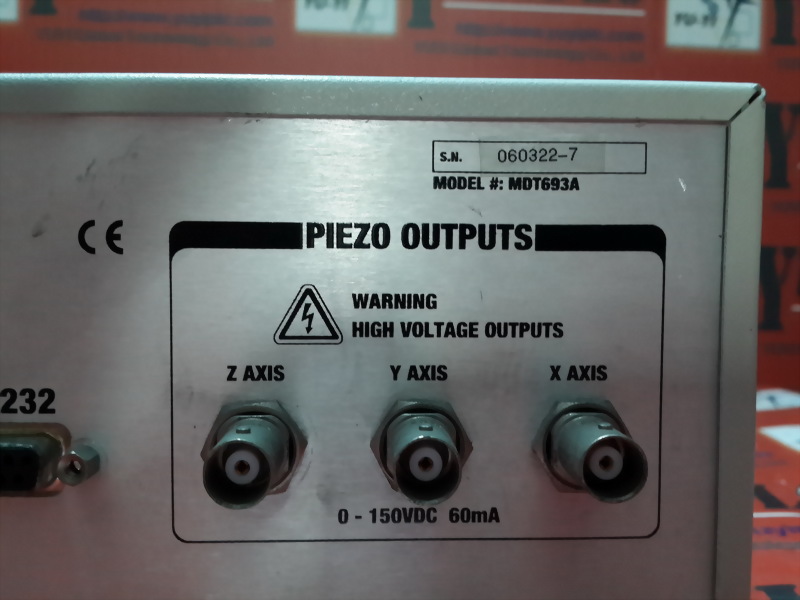 S.N. 060322-7
MODEL #: MDT693A
CE
PIEZO OUTPUTS
WARNING
HIGH VOLTAGE OUTPUTS
Z AXIS Y AXIS X AXIS
232
0 - 150VDC 60mA